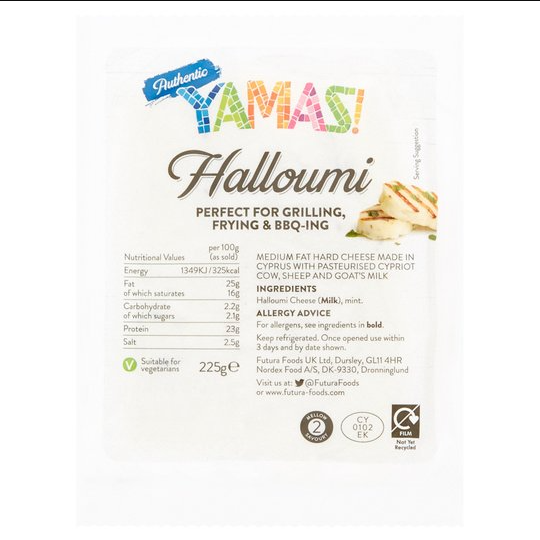 Authentic
YAMAS!
Serving Suggestion
Halloumi
PERFECT FOR GRILLING,
FRYING & BBQ-ING
Nutritional Values per 100g (as sold)
Energy 1349KJ / 325kcal
Fat 25g
of which saturates 16g
Carbohydrate 2.2g
of which sugars 2.1g
Protein 23g
Salt 2.5g
V Suitable for
vegetarians
225g℮
MEDIUM FAT HARD CHEESE MADE IN
CYPRUS WITH PASTEURISED CYPRIOT
COW, SHEEP AND GOAT'S MILK
INGREDIENTS
Halloumi Cheese (Milk), mint.
ALLERGY ADVICE
For allergens, see ingredients in bold.
Keep refrigerated. Once opened use within
3 days and by date shown.
Futura Foods UK Ltd, Dursley, GL11 4HR
Nordex Food A/S, DK-9330, Dronninglund
Visit us at: @FuturaFoods
or www.futura-foods.com
MELLOW
2
SAVOURY
CY
0102
EK
FILM
Not Yet
Recycled